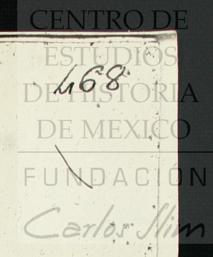 CENTRO DE
ESTUDIOS
468
DE HISTORIA
DE MEXICO
FUNDACIÓN
Carlos Slim